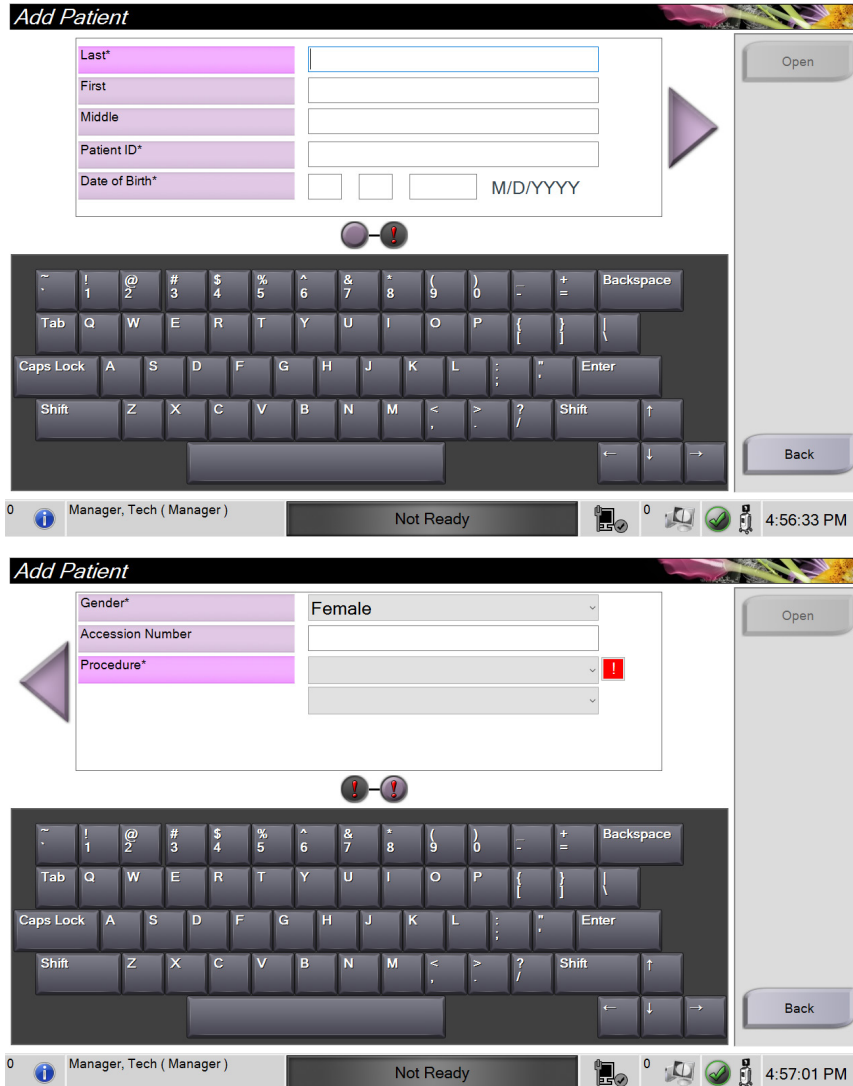 Add Patient
Last*
Open
First
Middle
Patient ID*
Date of Birth* M/D/YYYY
!
~ ! @ # $ % ^ & * ( ) _ + Backspace
` 1 2 3 4 5 6 7 8 9 0 - =
Tab Q W E R T Y U I O P { } |
[ ] \
Caps Lock A S D F G H J K L : " Enter
; '
Shift Z X C V B N M < > ? Shift ↑
, . /
← ↓ →
Back
0 i Manager, Tech ( Manager ) Not Ready 0 4:56:33 PM
Add Patient
Gender* Female
Open
Accession Number
Procedure* !
! !
~ ! @ # $ % ^ & * ( ) _ + Backspace
` 1 2 3 4 5 6 7 8 9 0 - =
Tab Q W E R T Y U I O P { } |
[ ] \
Caps Lock A S D F G H J K L : " Enter
; '
Shift Z X C V B N M < > ? Shift ↑
, . /
← ↓ →
Back
0 i Manager, Tech ( Manager ) Not Ready 0 4:57:01 PM